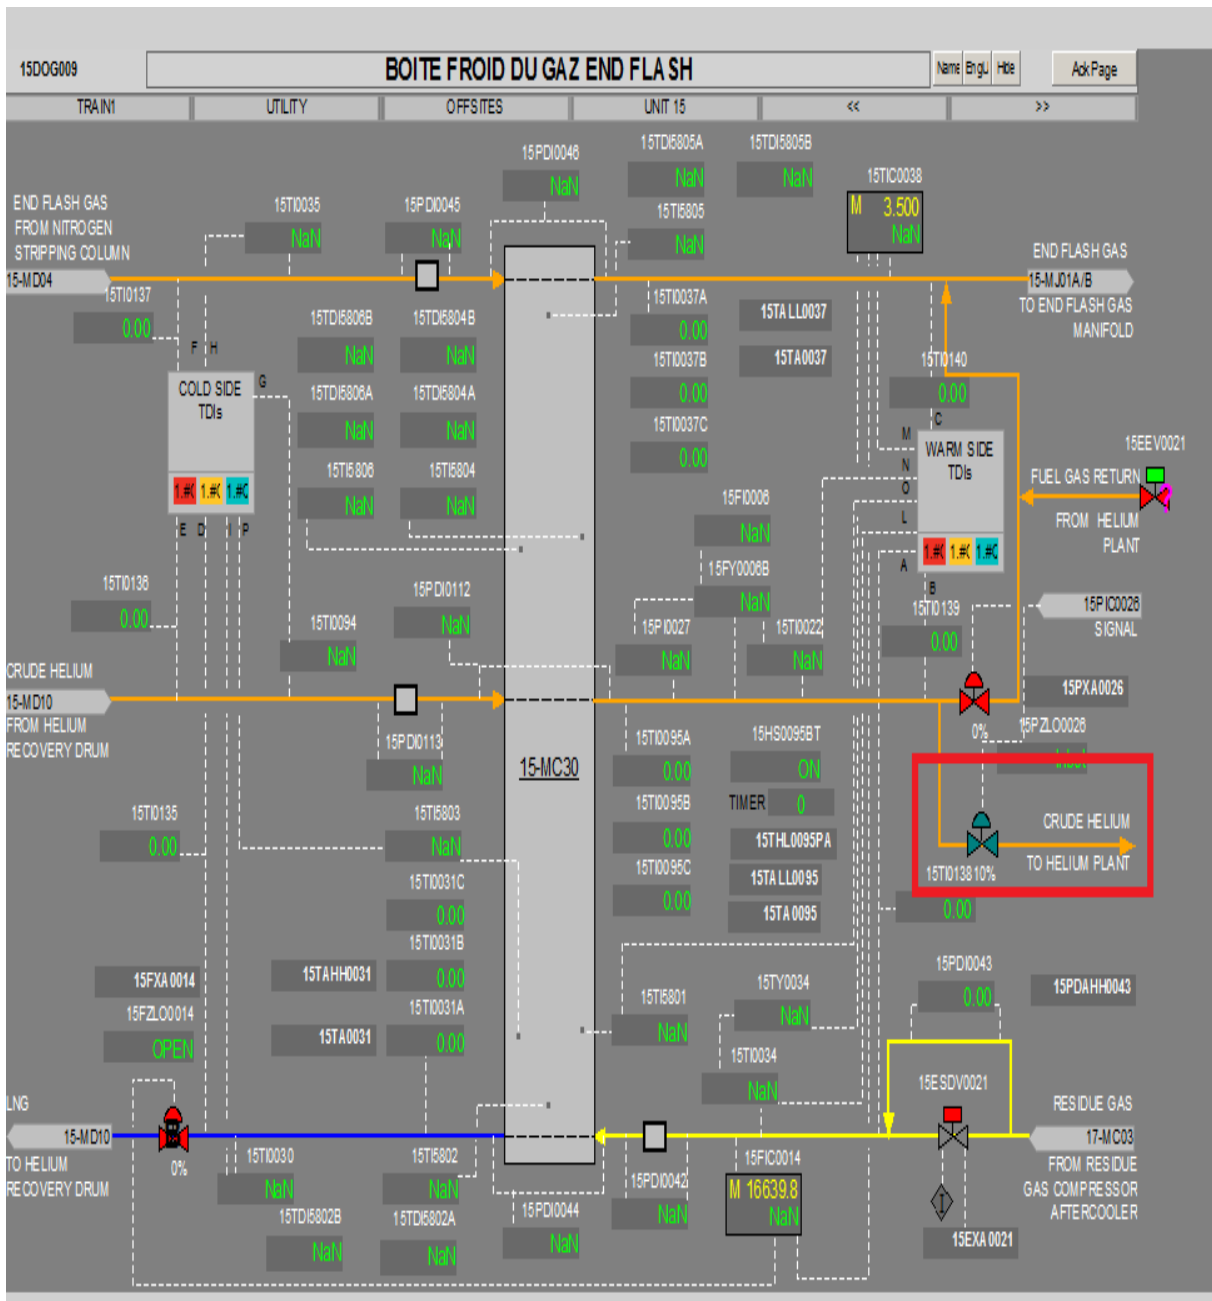 15DOG009
BOITE FROID DU GAZ END FLASH
Name
EngU
Hide
Ack Page
TRAIN1
UTILITY
OFFSITES
UNIT 15
<<
>>
15PDI0046
NaN
15TDI5805A
NaN
15TDI5805B
NaN
15TIC0038
M 3.500
NaN
END FLASH GAS
FROM NITROGEN
STRIPPING COLUMN
15-MD04
15TI0035
NaN
15PDI0045
NaN
15TI5805
NaN
END FLASH GAS
15-MJ01A/B
TO END FLASH GAS
MANIFOLD
15TI0137
0.00
15TDI5806B
NaN
15TDI5804B
NaN
15TI0037A
0.00
15TALL0037
15TI0037B
0.00
15TA0037
15TI0140
0.00
F H
COLD SIDE
TDIs
G
1.#(
1.#(
1.#C
E D I P
15TDI5806A
NaN
15TDI5804A
NaN
15TI0037C
0.00
C
M
N
O
L
A
B
WARM SIDE
TDIs
1.#(
1.#(
1.#C
15EEV0021
FUEL GAS RETURN
FROM HELIUM
PLANT
15TI5806
NaN
15TI5804
NaN
15FI0006
NaN
15FY0006B
NaN
15TI0136
0.00
15PDI0112
NaN
15TI0094
NaN
15PI0027
NaN
15TI0022
NaN
15TI0139
0.00
15PIC0026
SIGNAL
15PXA0026
CRUDE HELIUM
15-MD10
FROM HELIUM
RECOVERY DRUM
15PDI0113
NaN
15-MC30
15TI0095A
0.00
15HS0095BT
ON
0%
15PZLO0026
15TI0095B
0.00
TIMER 0
15TI0135
0.00
15TI5803
NaN
15THL0095PA
CRUDE HELIUM
TO HELIUM PLANT
15TI0138
10%
0.00
15TI0095C
0.00
15TALL0095
15TA0095
15TI0031C
0.00
15TI0031B
0.00
15TAHH0031
15FXA0014
15FZLO0014
OPEN
15TI0031A
0.00
15TA0031
15TI5801
NaN
15TY0034
NaN
15PDI0043
0.00
15PDAHH0043
15TI0034
NaN
15ESDV0021
LNG
15-MD10
TO HELIUM
RECOVERY DRUM
0%
RESIDUE GAS
17-MC03
FROM RESIDUE
GAS COMPRESSOR
AFTERCOOLER
15TI0030
NaN
15TI5802
NaN
15PDI0042
NaN
15FIC0014
M 16639.8
NaN
15TDI5802B
NaN
15TDI5802A
NaN
15PDI0044
NaN
I
15EXA0021